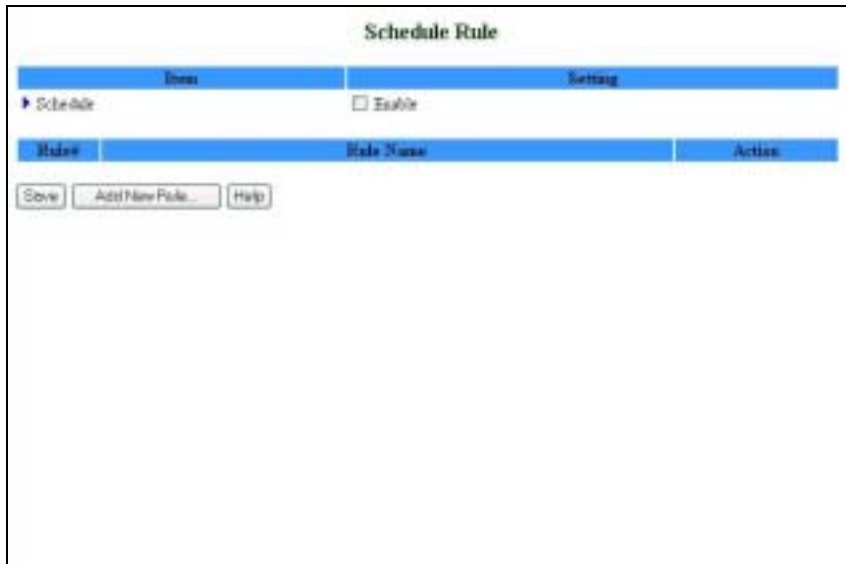 Schedule Rule
Item Setting
Schedule Enable
Rule# Rule Name Action
Save Add New Rule... Help